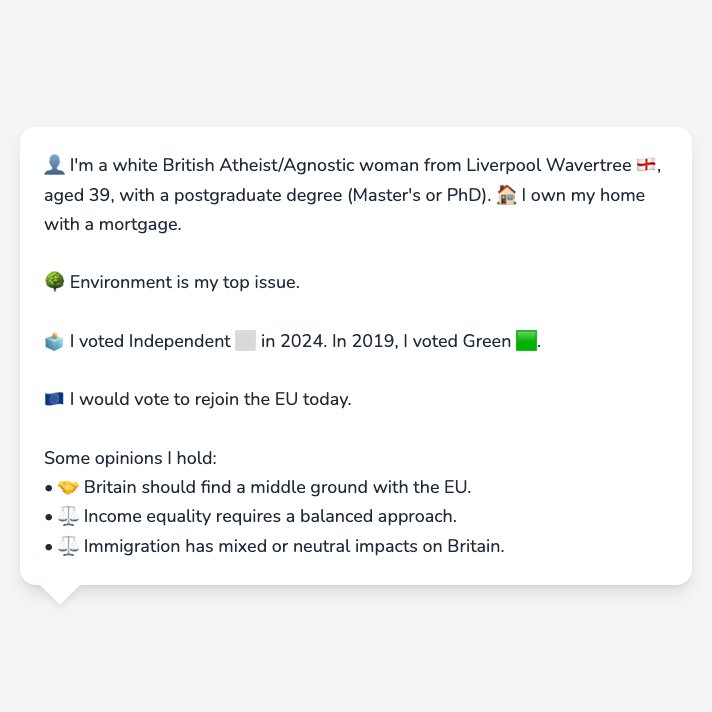 👤 I'm a white British Atheist/Agnostic woman from Liverpool Wavertree 🏴󠁧󠁢󠁥󠁮󠁧󠁿,
aged 39, with a postgraduate degree (Master's or PhD). 🏠 I own my home
with a mortgage.
🌳 Environment is my top issue.
🗳️ I voted Independent ⬜ in 2024. In 2019, I voted Green 🟩.
🇪🇺 I would vote to rejoin the EU today.
Some opinions I hold:
• 🤝 Britain should find a middle ground with the EU.
• ⚖️ Income equality requires a balanced approach.
• ⚖️ Immigration has mixed or neutral impacts on Britain.